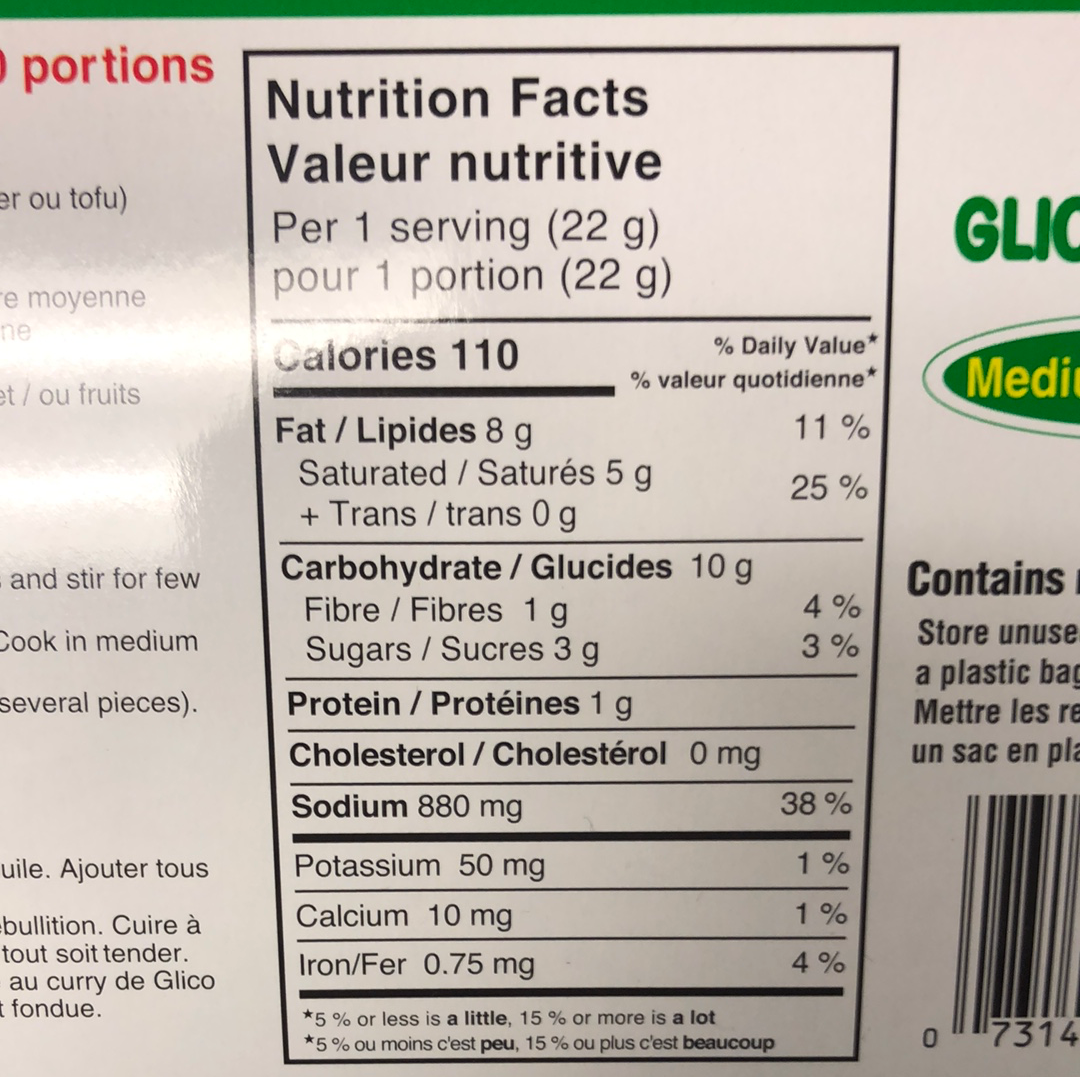 portions
ou tofu)
moyenne
et / ou fruits
and stir for few
Cook in medium
several pieces).
Ajouter tous
Cuire à
tout soit tender.
au curry de Glico
fondue.
Nutrition Facts
Valeur nutritive
Per 1 serving (22 g)
pour 1 portion (22 g)
Calories 110
% Daily Value*
% valeur quotidienne*
Fat / Lipides 8 g 11 %
Saturated / Saturés 5 g
+ Trans / trans 0 g 25 %
Carbohydrate / Glucides 10 g
Fibre / Fibres 1 g 4 %
Sugars / Sucres 3 g 3 %
Protein / Protéines 1 g
Cholesterol / Cholestérol 0 mg
Sodium 880 mg 38 %
Potassium 50 mg 1 %
Calcium 10 mg 1 %
Iron/Fer 0.75 mg 4 %
*5 % or less is a little, 15 % or more is a lot
*5 % ou moins c'est peu, 15 % ou plus c'est beaucoup
GLIC
Medi
Contains
Store unuse
a plastic bag
Mettre les re
un sac en pla
0 7314